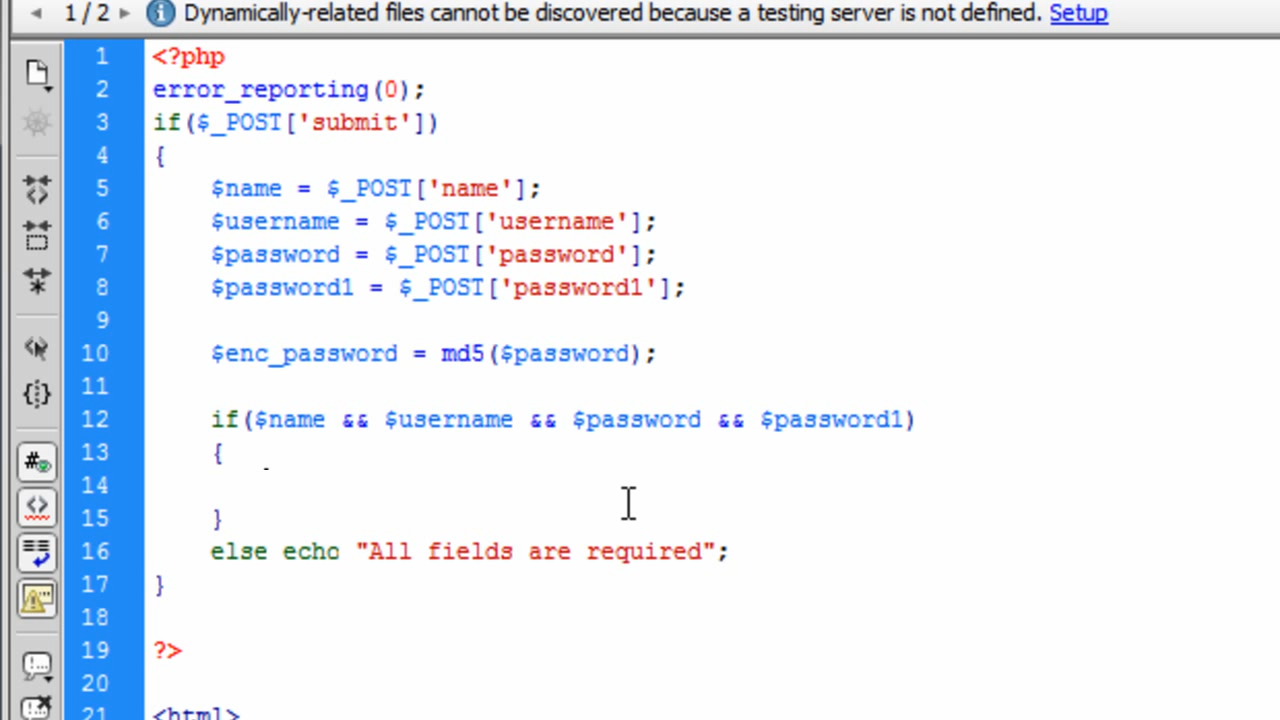 1 / 2 Dynamically-related files cannot be discovered because a testing server is not defined. Setup
1 <?php
2 error_reporting(0);
3 if($_POST['submit'])
4 {
5 $name = $_POST['name'];
6 $username = $_POST['username'];
7 $password = $_POST['password'];
8 $password1 = $_POST['password1'];
9
10 $enc_password = md5($password);
11
12 if($name && $username && $password && $password1)
13 {
14
15 }
16 else echo "All fields are required";
17 }
18
19 ?>
20
21 <html>